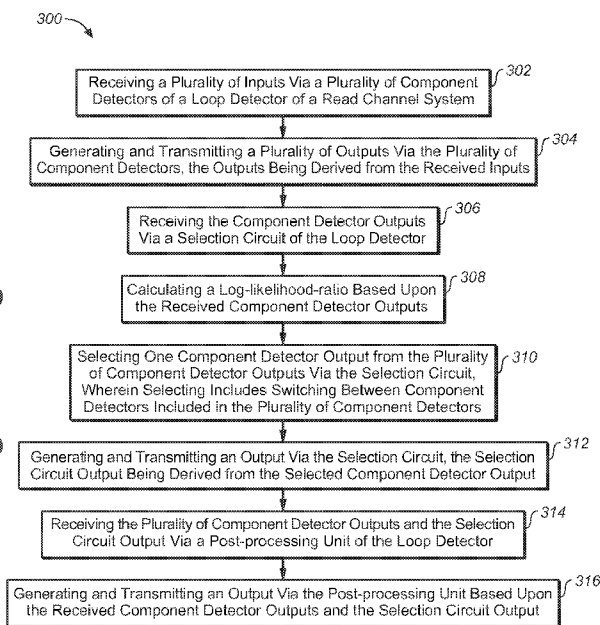 300
Receiving a Plurality of Inputs Via a Plurality of Component
Detectors of a Loop Detector of a Read Channel System
302
Generating and Transmitting a Plurality of Outputs Via the Plurality of
Component Detectors, the Outputs Being Derived from the Received Inputs
304
Receiving the Component Detector Outputs
Via a Selection Circuit of the Loop Detector
306
Calculating a Log-likelihood-ratio Based Upon
the Received Component Detector Outputs
308
Selecting One Component Detector Output from the Plurality
of Component Detector Outputs Via the Selection Circuit,
Wherein Selecting Includes Switching Between Component
Detectors Included in the Plurality of Component Detectors
310
Generating and Transmitting an Output Via the Selection Circuit, the Selection
Circuit Output Being Derived from the Selected Component Detector Output
312
Receiving the Plurality of Component Detector Outputs and the Selection
Circuit Output Via a Post-processing Unit of the Loop Detector
314
Generating and Transmitting an Output Via the Post-processing Unit Based Upon
the Received Component Detector Outputs and the Selection Circuit Output
316